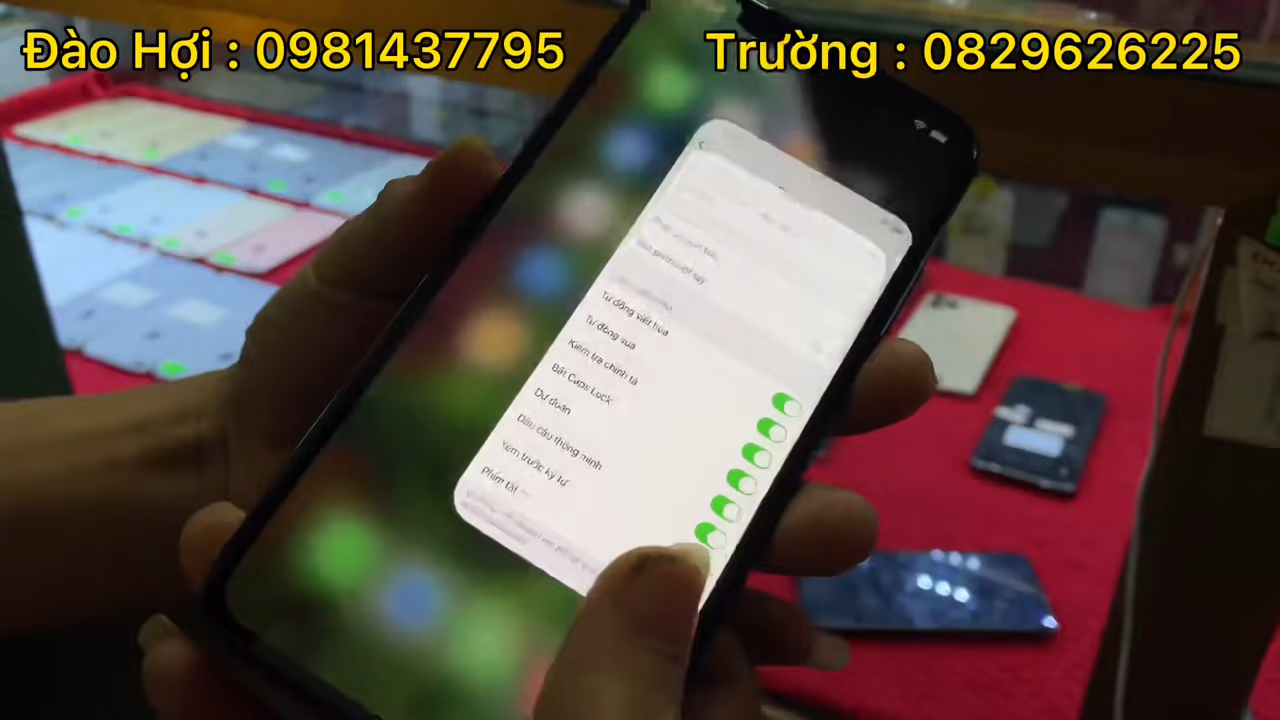 Đào Hợi : 0981437795
Trường : 0829626225
Tự động viết hoa
Tự động sửa
Kiểm tra chính tả
Bật Caps Lock
Dự đoán
Dấu câu thông minh
Xem trước ký tự
Phím tắt